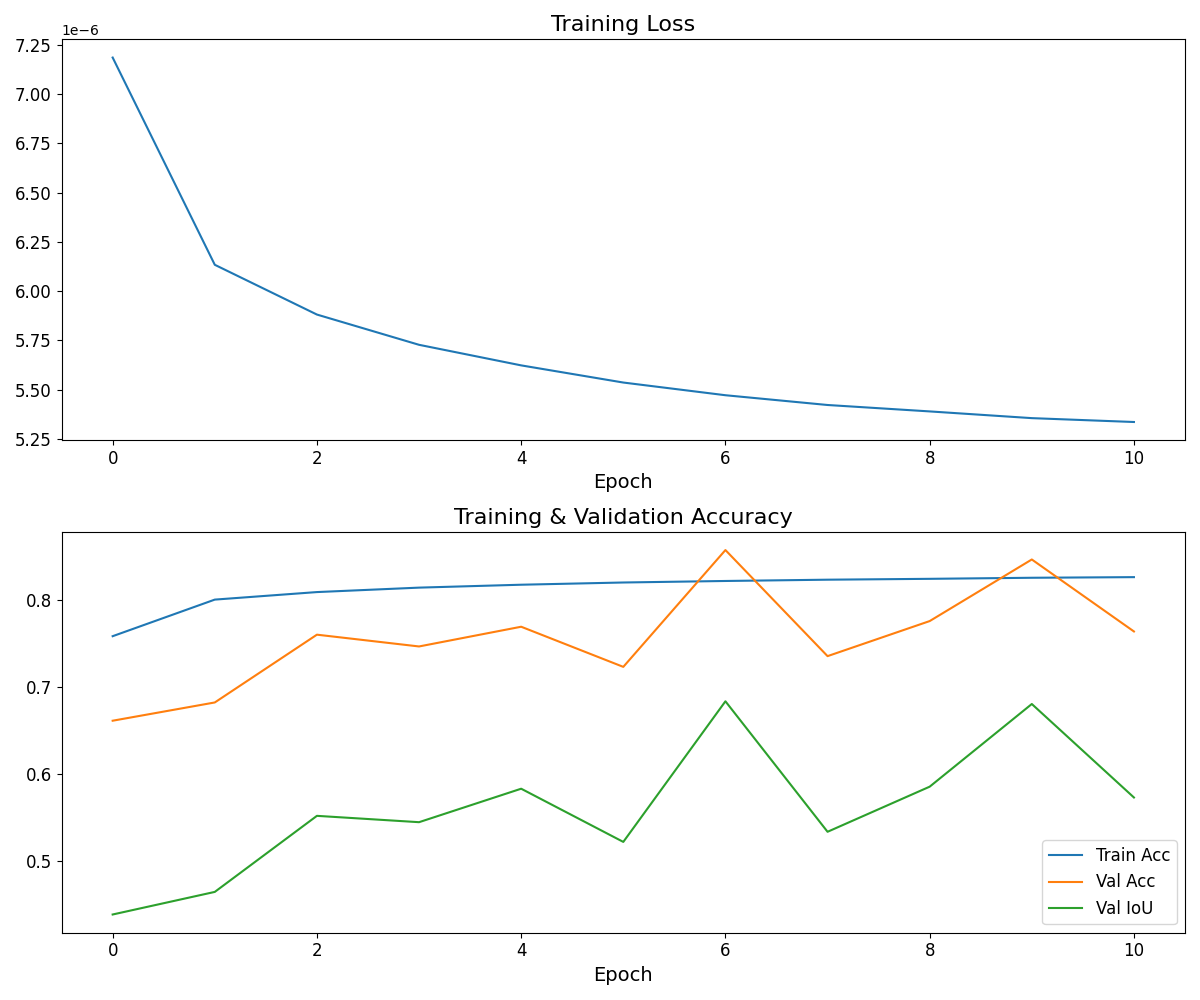 Training Loss
1e−6
7.25
7.00
6.75
6.50
6.25
6.00
5.75
5.50
5.25
0 2 4 6 8 10
Epoch
Training & Validation Accuracy
0.8
0.7
0.6
0.5
Train Acc
Val Acc
Val IoU
0 2 4 6 8 10
Epoch